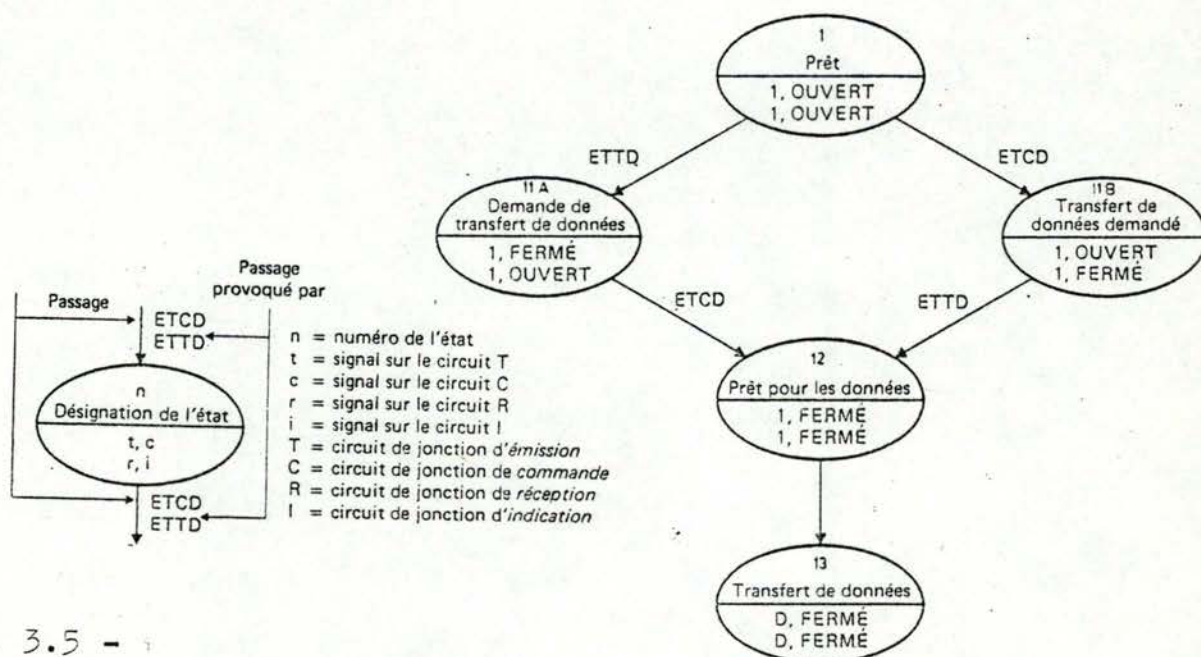 1
Prêt
1, OUVERT
1, OUVERT
ETTD
ETCD
11 A
Demande de
transfert de données
1, FERMÉ
1, OUVERT
11 B
Transfert de
données demandé
1, OUVERT
1, FERMÉ
ETCD
ETTD
12
Prêt pour les données
1, FERMÉ
1, FERMÉ
13
Transfert de données
D, FERMÉ
D, FERMÉ
Passage
Passage
provoqué par
ETCD
ETTD
n
Désignation de l'état
t, c
r, i
ETCD
ETTD
n = numéro de l'état
t = signal sur le circuit T
c = signal sur le circuit C
r = signal sur le circuit R
i = signal sur le circuit I
T = circuit de jonction d'émission
C = circuit de jonction de commande
R = circuit de jonction de réception
I = circuit de jonction d'indication
3.5 -